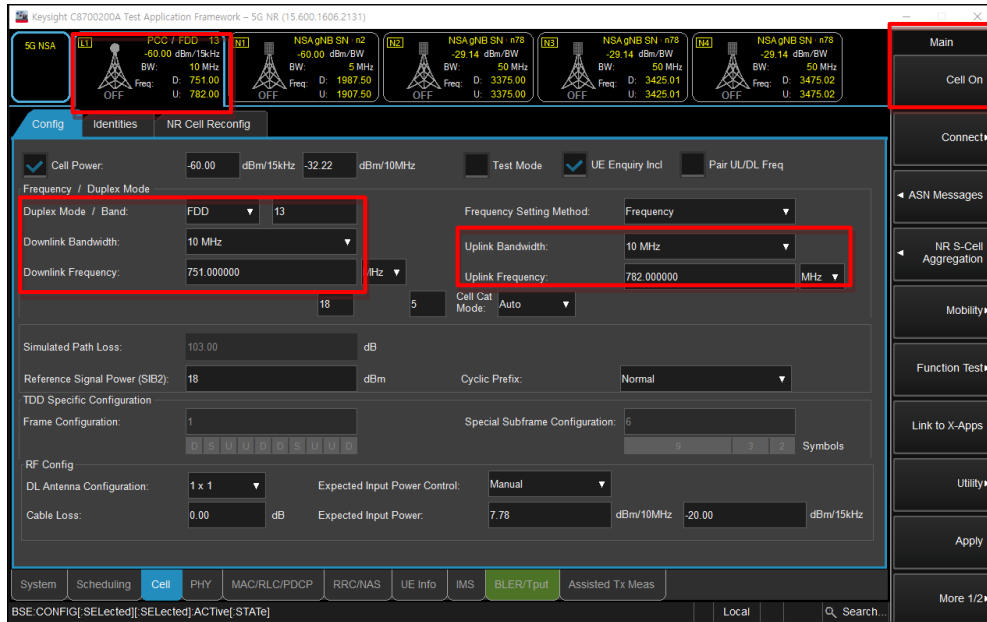 Keysight C8700200A Test Application Framework – 5G NR (15.600.1606.2131)
5G NSA
L1 PCC / FDD 13
-60.00 dBm/15kHz
BW: 10 MHz
Freq: D: 751.00
U: 782.00
OFF
N1 NSA gNB SN · n2
-60.00 dBm/BW
BW: 5 MHz
Freq: D: 1987.50
U: 1907.50
OFF
N2 NSA gNB SN · n78
-29.14 dBm/BW
BW: 50 MHz
Freq: D: 3375.00
U: 3375.00
OFF
N3 NSA gNB SN · n78
-29.14 dBm/BW
BW: 50 MHz
Freq: D: 3425.01
U: 3425.01
OFF
N4 NSA gNB SN · n78
-29.14 dBm/BW
BW: 50 MHz
Freq: D: 3475.02
U: 3475.02
OFF
Main
Cell On
Connect
ASN Messages
NR S-Cell
Aggregation
Mobility
Function Test
Link to X-Apps
Utility
Apply
More 1/2
Config Identities NR Cell Reconfig
Cell Power: -60.00 dBm/15kHz -32.22 dBm/10MHz Test Mode UE Enquiry Incl Pair UL/DL Freq
Frequency / Duplex Mode
Duplex Mode / Band: FDD 13 Frequency Setting Method: Frequency
Downlink Bandwidth: 10 MHz Uplink Bandwidth: 10 MHz
Downlink Frequency: 751.000000 MHz Uplink Frequency: 782.000000 MHz
18 5 Cell Cat
Mode: Auto
Simulated Path Loss: 103.00 dB
Reference Signal Power (SIB2): 18 dBm Cyclic Prefix: Normal
TDD Specific Configuration
Frame Configuration: 1 Special Subframe Configuration: 6
D S U U D D S U U D 9 3 2 Symbols
RF Config
DL Antenna Configuration: 1 x 1 Expected Input Power Control: Manual
Cable Loss: 0.00 dB Expected Input Power: 7.78 dBm/10MHz -20.00 dBm/15kHz
System Scheduling Cell PHY MAC/RLC/PDCP RRC/NAS UE Info IMS BLER/Tput Assisted Tx Meas
BSE:CONFIG[:SELected][:SELected]:ACTive[:STATe] Local Search...